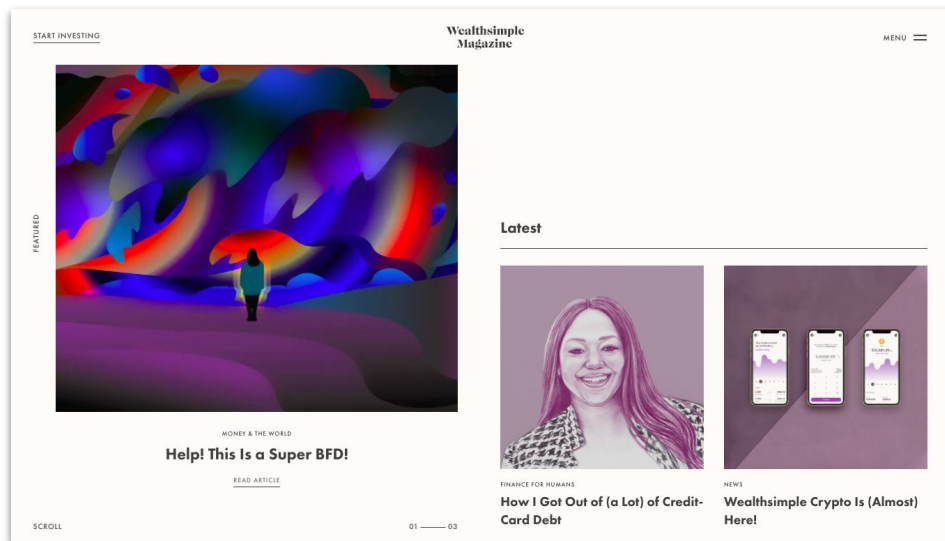 START INVESTING
Wealthsimple
Magazine
MENU
FEATURED
MONEY & THE WORLD
Help! This Is a Super BFD!
READ ARTICLE
SCROLL
01
03
Latest
FINANCE FOR HUMANS
How I Got Out of (a Lot) of Credit-
Card Debt
NEWS
Wealthsimple Crypto Is (Almost)
Here!